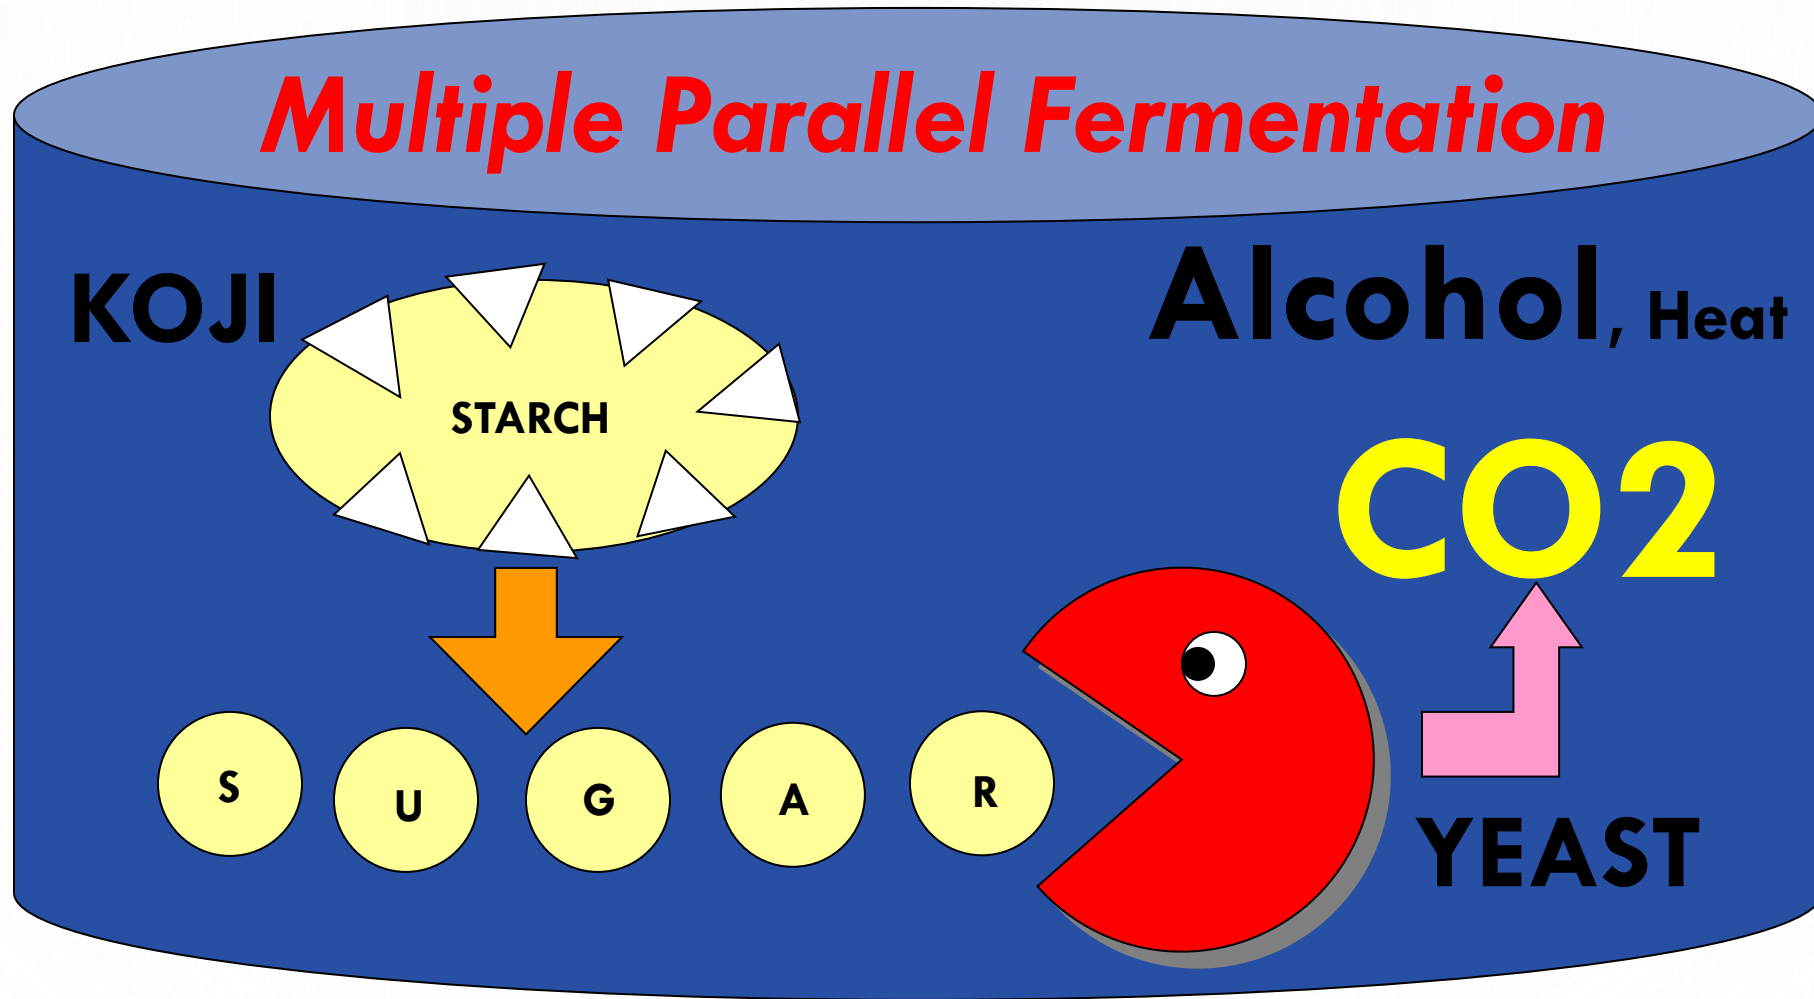 Multiple Parallel Fermentation
KOJI
Alcohol, Heat
STARCH
CO2
S U G A R
YEAST